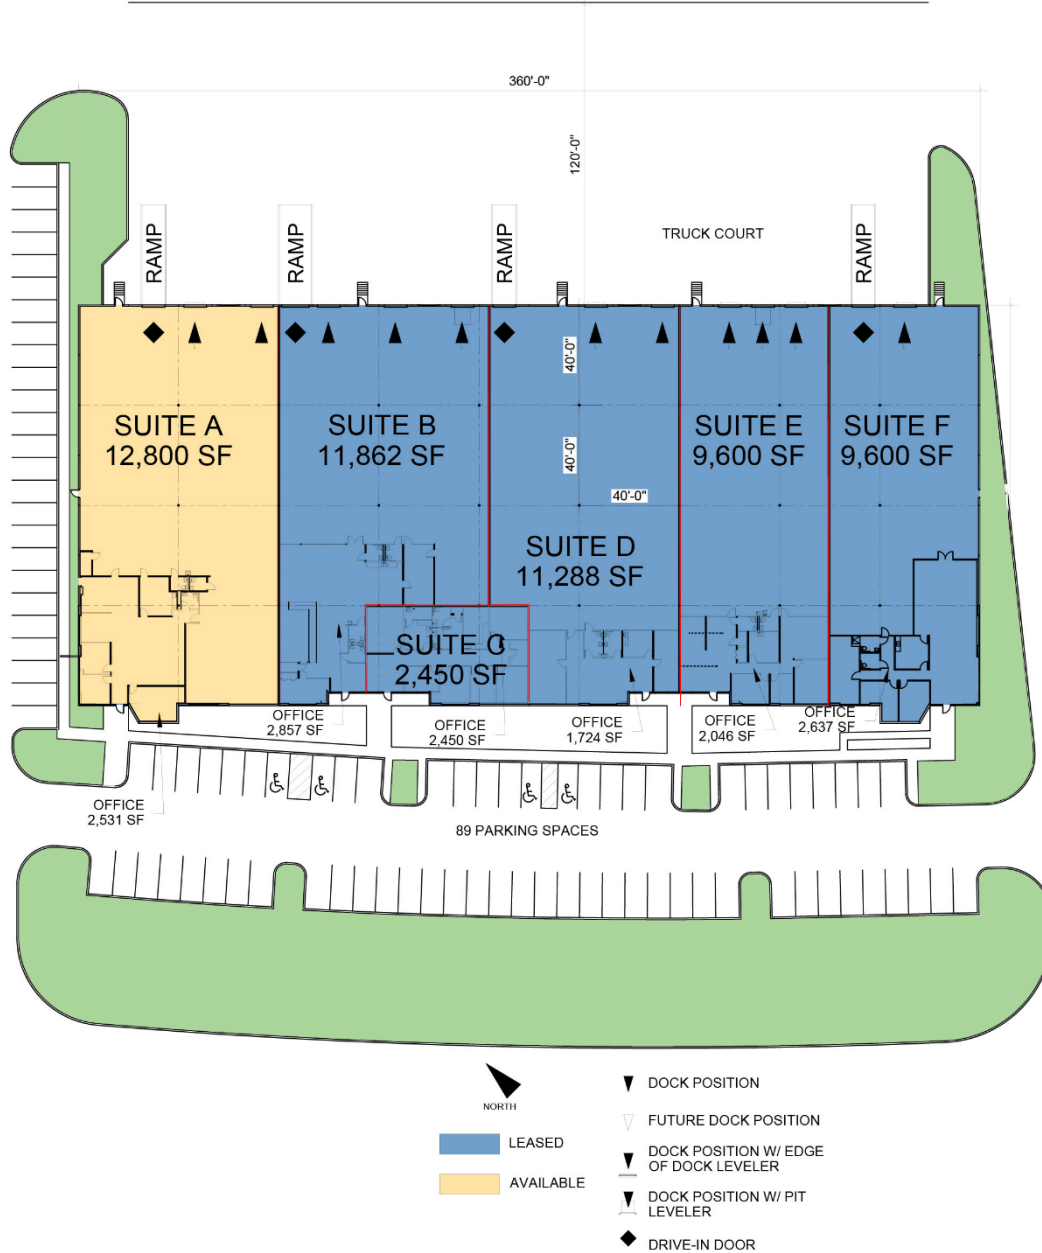 360'-0"
120'-0"
TRUCK COURT
RAMP
RAMP
RAMP
RAMP
40'-0"
40'-0"
40'-0"
SUITE A
12,800 SF
SUITE B
11,862 SF
SUITE E
9,600 SF
SUITE F
9,600 SF
SUITE D
11,288 SF
SUITE C
2,450 SF
OFFICE
2,857 SF
OFFICE
2,450 SF
OFFICE
1,724 SF
OFFICE
2,046 SF
OFFICE
2,637 SF
OFFICE
2,531 SF
89 PARKING SPACES
NORTH
LEASED
AVAILABLE
DOCK POSITION
FUTURE DOCK POSITION
DOCK POSITION W/ EDGE
OF DOCK LEVELER
DOCK POSITION W/ PIT
LEVELER
DRIVE-IN DOOR